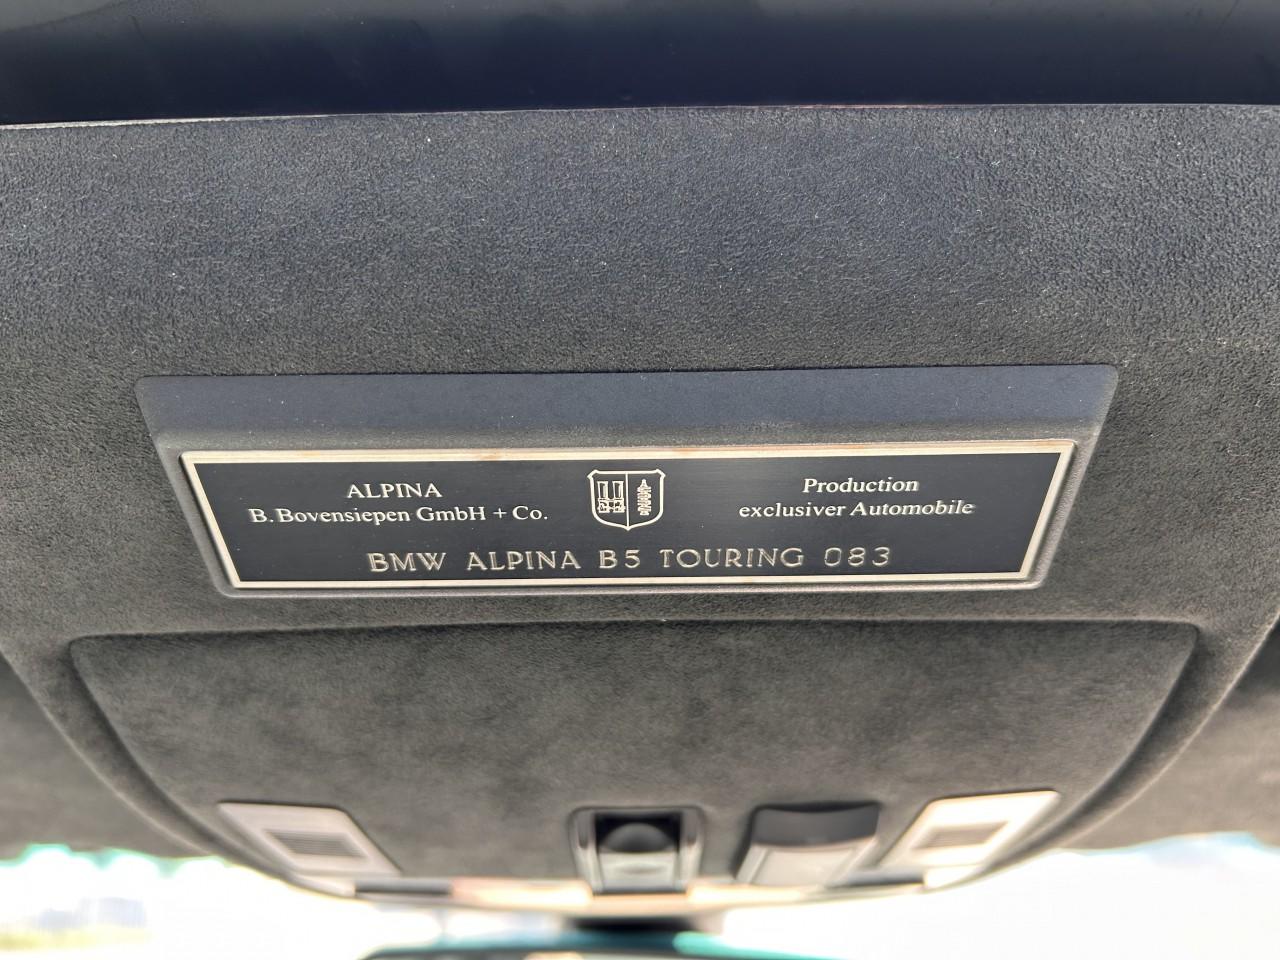 ALPINA
B. Bovensiepen GmbH + Co.
Production
exclusiver Automobile
BMW ALPINA B5 TOURING 083